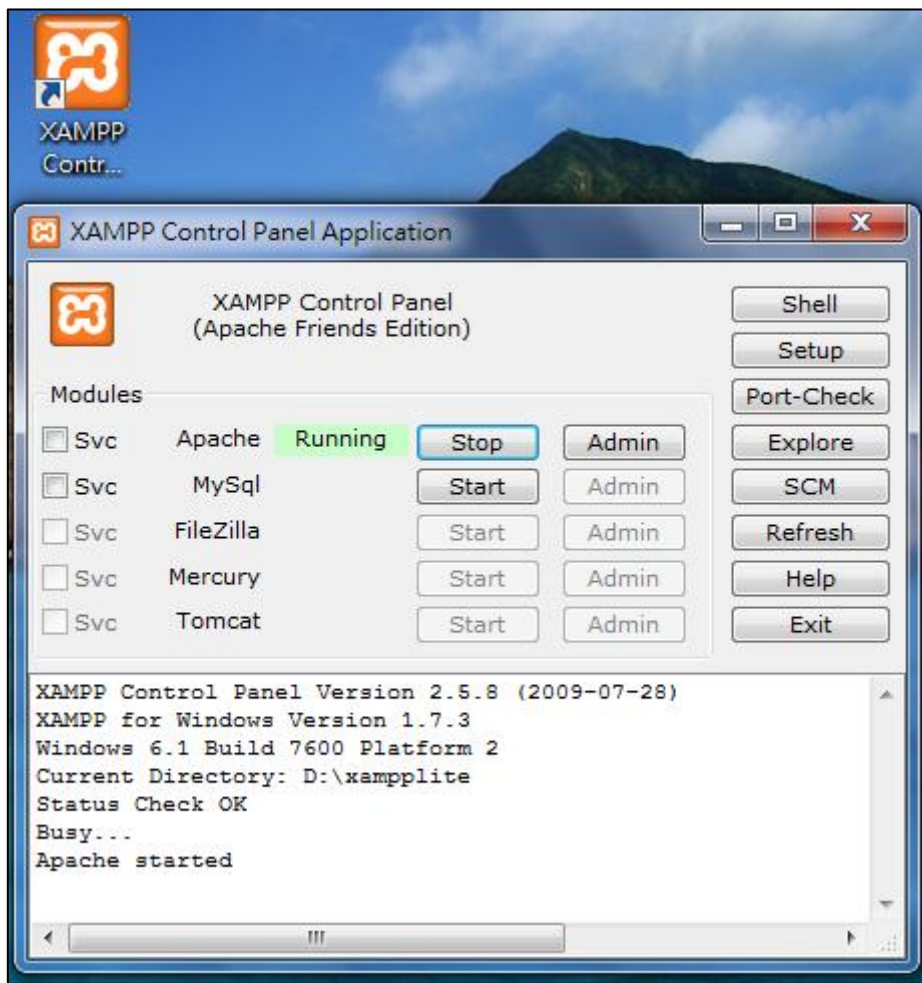 XAMPP
Contr...
XAMPP Control Panel Application
XAMPP Control Panel
(Apache Friends Edition)
Shell
Setup
Modules
Port-Check
Svc Apache Running Stop Admin Explore
Svc MySql Start Admin SCM
Svc FileZilla Start Admin Refresh
Svc Mercury Start Admin Help
Svc Tomcat Start Admin Exit
XAMPP Control Panel Version 2.5.8 (2009-07-28)
XAMPP for Windows Version 1.7.3
Windows 6.1 Build 7600 Platform 2
Current Directory: D:\xampplite
Status Check OK
Busy...
Apache started